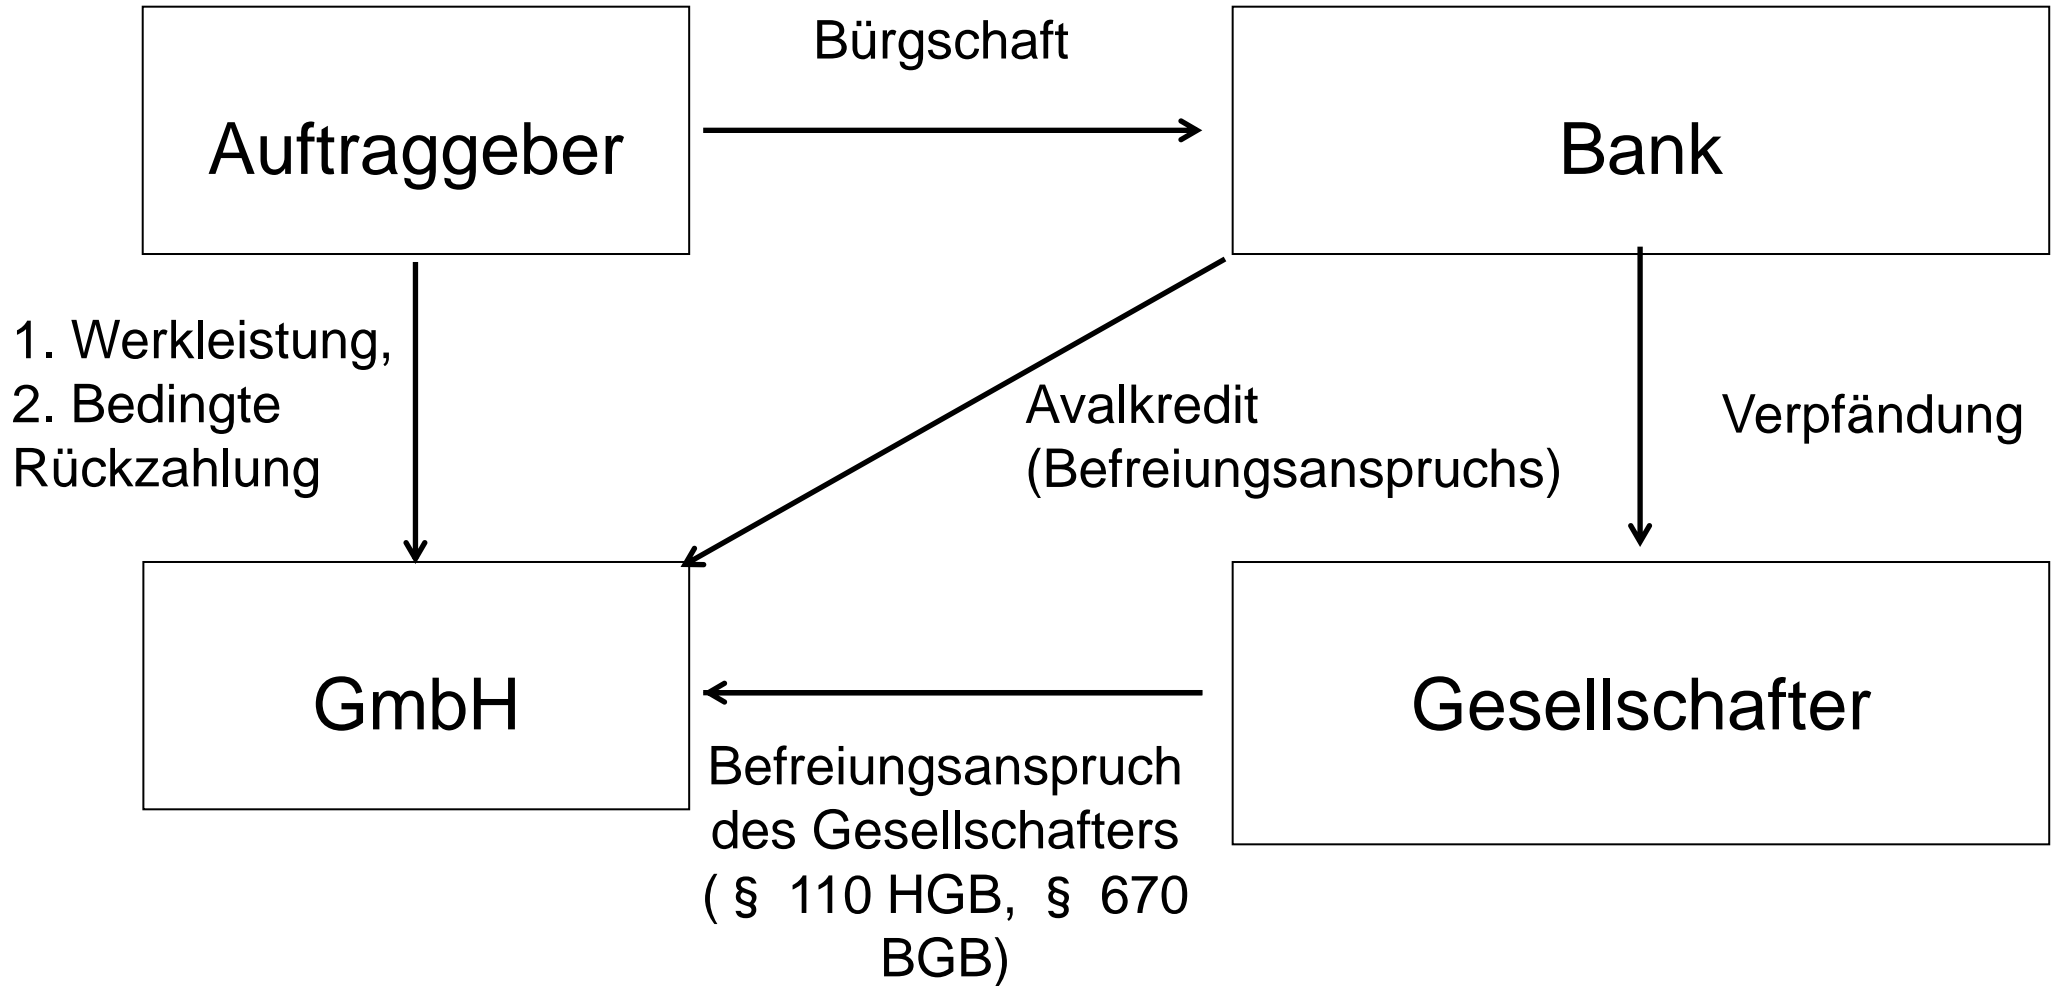 Bürgschaft
Auftraggeber
Bank
1. Werkleistung,
2. Bedingte
Rückzahlung
Avalkredit
(Befreiungsanspruchs)
Verpfändung
GmbH
Gesellschafter
Befreiungsanspruch
des Gesellschafters
( § 110 HGB, § 670
BGB)